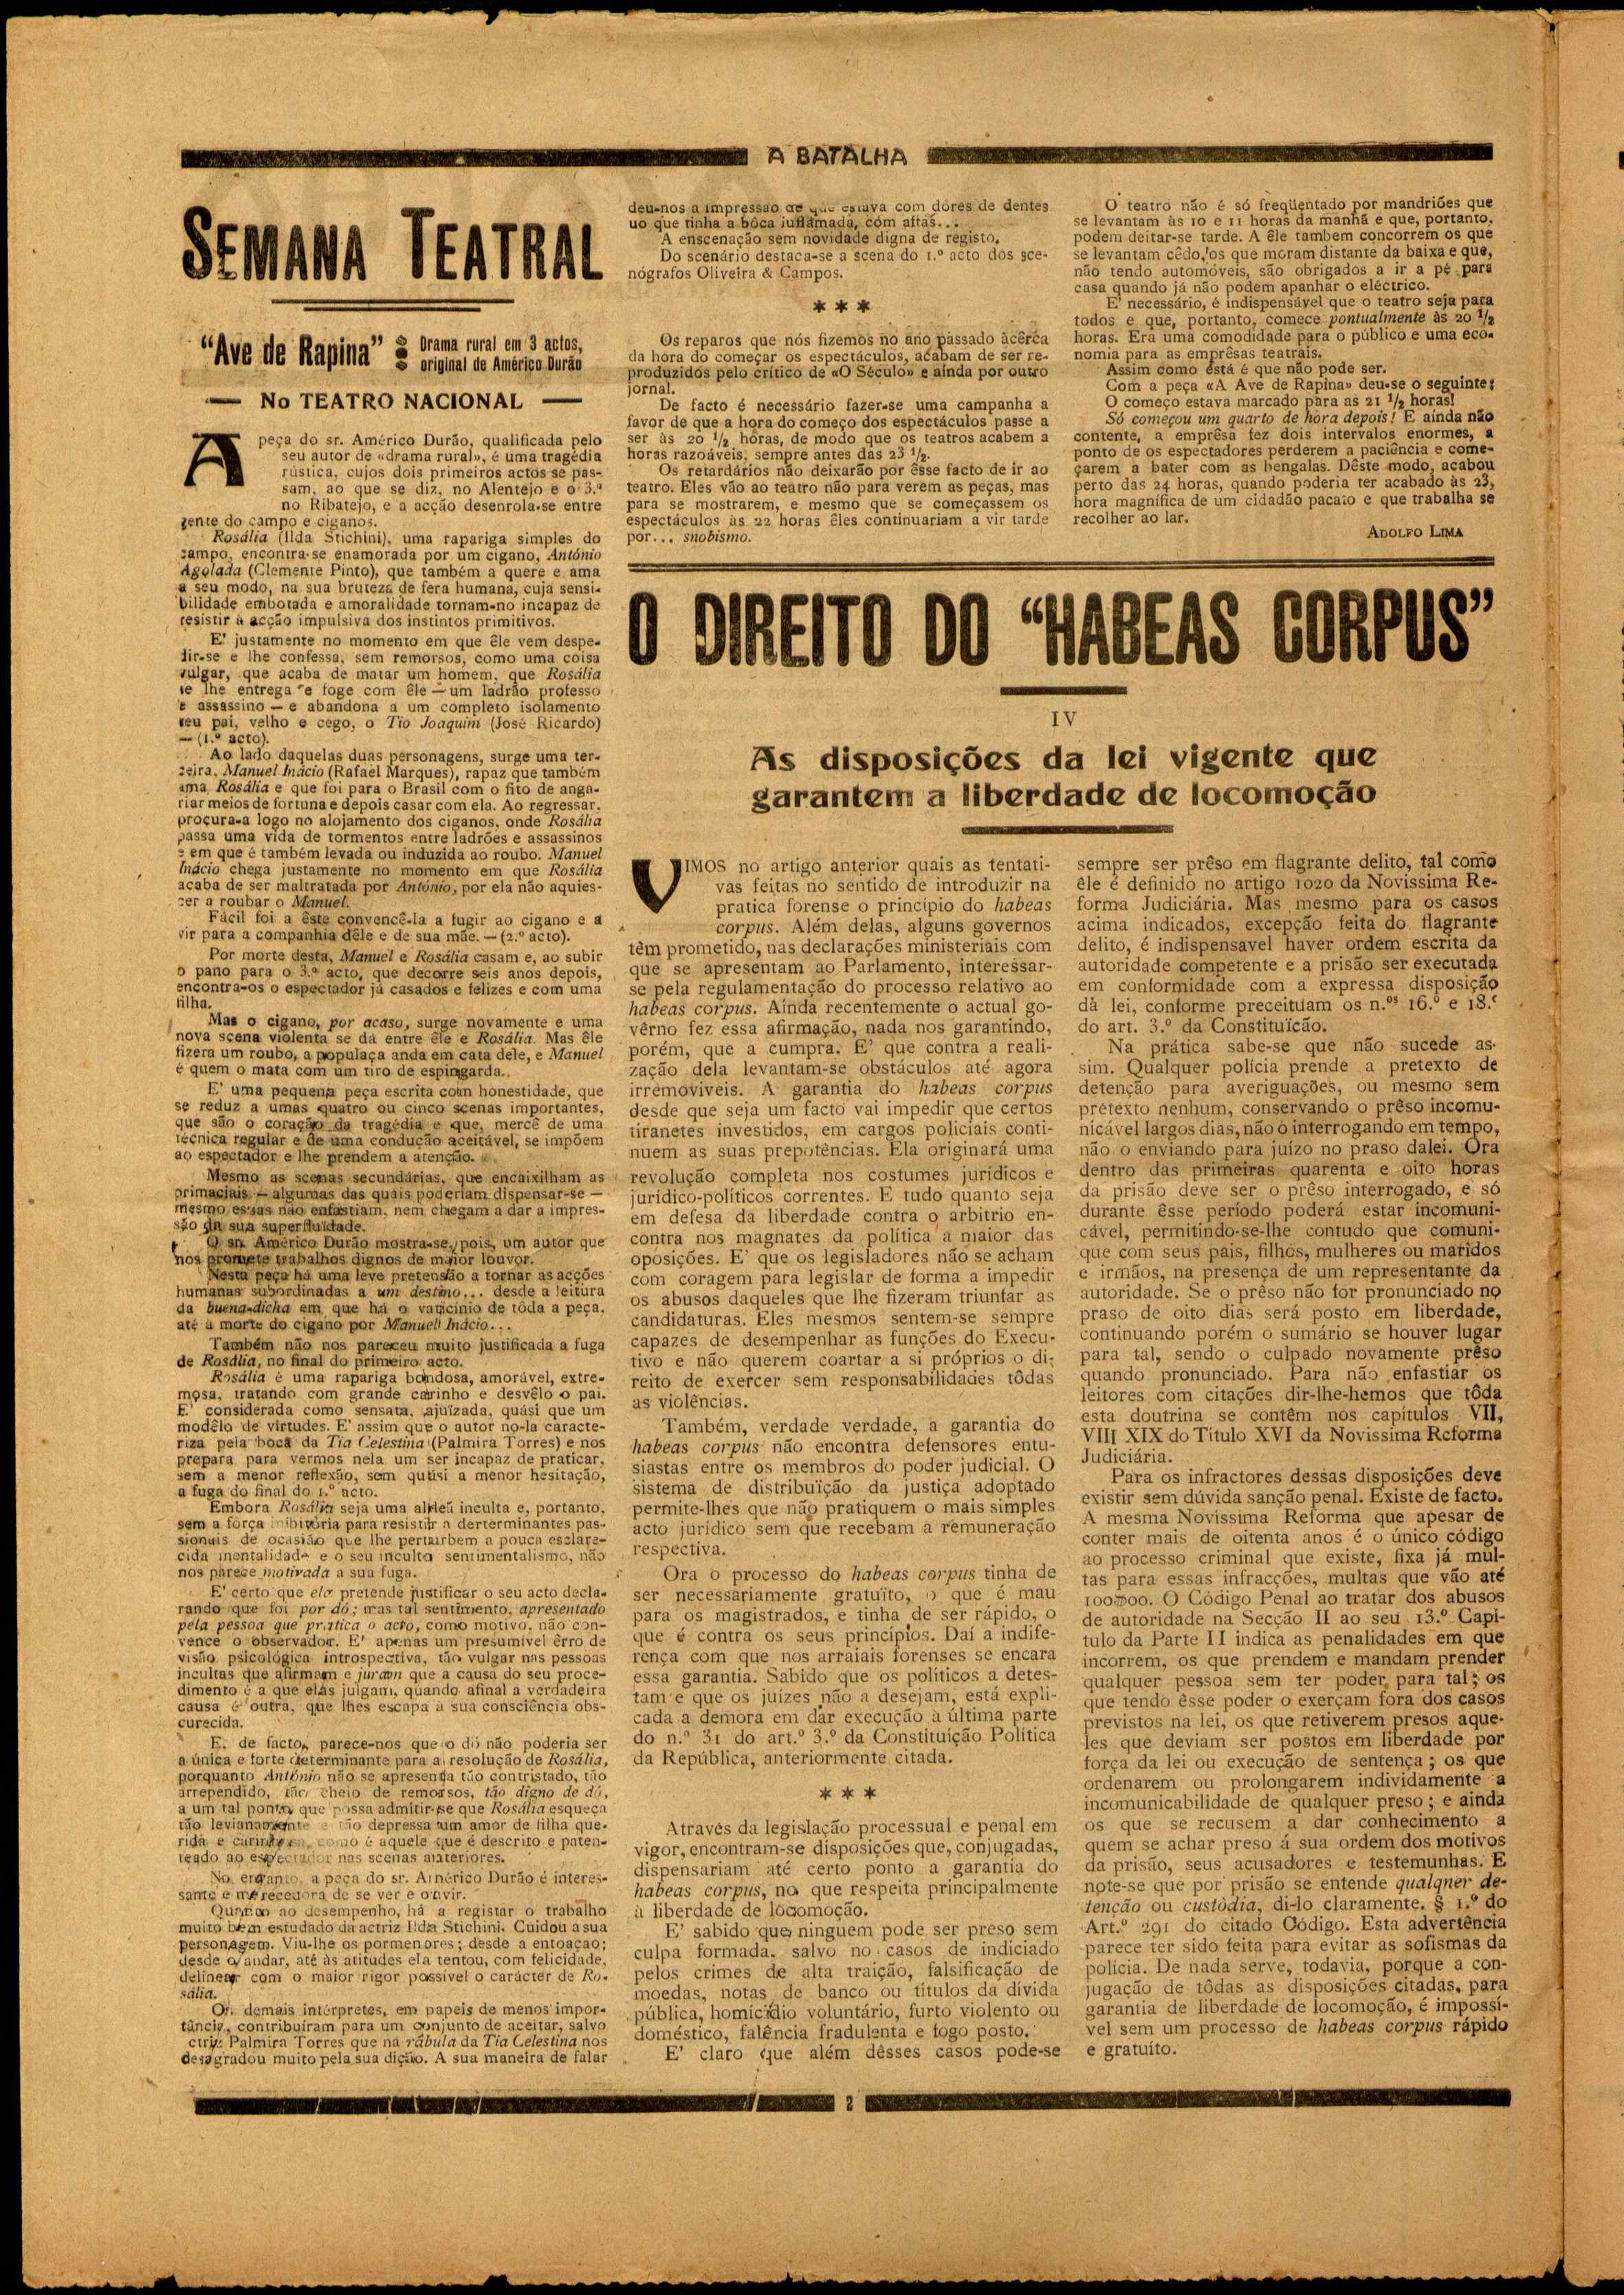 A BATALHA
SEMANA TEATRAL
"Ave de Rapina"
Drama rural em 3 actos,
original de Américo Durão
No TEATRO NACIONAL
A peça do sr. Américo Durão, qualificada pelo
seu autor de «drama rural», é uma tragédia
rústica, cujos dois primeiros actos se pas-
sam, ao que se diz, no Alentejo e o 3.º
no Ribatejo, e a acção desenrola-se entre
gente do campo e ciganos.
Rosália (Ilda Stichini), uma rapariga simples do
campo, encontra-se enamorada por um cigano, António
Agolada (Clemente Pinto), que também a quere e ama
a seu modo, na sua bruteza de fera humana, cuja sensi-
bilidade embotada e amoralidade tornam-no incapaz de
resistir à acção impulsiva dos instintos primitivos.
E' justamente no momento em que êle vem despe-
dir-se e lhe confessa, sem remorsos, como uma coisa
vulgar, que acaba de matar um homem, que Rosália
se lhe entrega e foge com êle — um ladrão professo
e assassino — e abandona a um completo isolamento
seu pai, velho e cego, o Tio Joaquim (José Ricardo)
— (1.º acto).
Ao lado daquelas duas personagens, surge uma ter-
ceira, Manuel Inácio (Rafael Marques), rapaz que também
ama Rosália e que foi para o Brasil com o fito de anga-
riar meios de fortuna e depois casar com ela. Ao regressar,
procura-a logo no alojamento dos ciganos, onde Rosália
passa uma vida de tormentos entre ladrões e assassinos
e em que é também levada ou induzida ao roubo. Manuel
Inácio chega justamente no momento em que Rosália
acaba de ser maltratada por António, por ela não aquies-
cer a roubar o Manuel.
Fácil foi a êste convencê-la a fugir ao cigano e a
vir para a companhia dêle e de sua mãe. — (2.º acto).
Por morte desta, Manuel e Rosália casam e, ao subir
o pano para o 3.º acto, que decorre seis anos depois,
encontra-os o espectador já casados e felizes e com uma
filha.
Mas o cigano, por acaso, surge novamente e uma
nova scena violenta se dá entre êle e Rosália. Mas êle
fizera um roubo, a populaça anda em cata dele, e Manuel
é quem o mata com um tiro de espingarda.
E' uma pequena peça escrita com honestidade, que
se reduz a umas quatro ou cinco scenas importantes,
que são o coração da tragédia e que, mercê de uma
técnica regular e de uma condução aceitável, se impõem
ao espectador e lhe prendem a atenção.
Mesmo as scenas secundárias, que encaixilham as
primaciais — algumas das quais poderiam dispensar-se —
mesmo essas não enfastiam, nem chegam a dar a impres-
são da sua superfluïdade.
O sr. Américo Durão mostra-se, pois, um autor que
nos promete trabalhos dignos de maior louvor.
Nesta peça há uma leve pretensão a tornar as acções
humanas subordinadas a um destino... desde a leitura
da buena-dicha em que há o vaticínio de tôda a peça,
até à morte do cigano por Manuel Inácio...
Também não nos pareceu muito justificada a fuga
de Rosália, no final do primeiro acto.
Rosália é uma rapariga bondosa, amorável, extre-
mosa, tratando com grande carinho e desvêlo o pai.
E' considerada como sensata, ajuïzada, quási que um
modêlo de virtudes. E' assim que o autor no-la caracte-
riza pela boca da Tia Celestina (Palmira Torres) e nos
prepara para vermos nela um ser incapaz de praticar,
sem a menor reflexão, sem quási a menor hesitação,
a fuga do final do 1.º acto.
Embora Rosália seja uma aldeã inculta e, portanto,
sem a fôrça inibitória para resistir a derterminantes pas-
sionais de ocasião que lhe perturbem a pouca esclare-
cida mentalidade e o seu inculto sentimentalismo, não
nos parece motivada a sua fuga.
E' certo que ela pretende justificar o seu acto decla-
rando que foi por dó; mas tal sentimento, apresentado
pela pessoa que pratica o acto, como motivo, não con-
vence o observador. E' apenas um presumível êrro de
visão psicológica introspectiva, tão vulgar nas pessoas
incultas que afirmam e juram que a causa do seu proce-
dimento é a que elas julgam, quando afinal a verdadeira
causa é outra, que lhes escapa à sua consciência obs-
curecida.
E, de facto, parece-nos que o dó não poderia ser
a única e forte determinante para a resolução de Rosália,
porquanto António não se apresenta tão contristado, tão
arrependido, tão cheio de remorsos, tão digno de dó,
a um tal ponto que possa admitir-se que Rosália esqueça
tão levianamente e tão depressa um amor de filha que-
rida e carinhosa, como é aquele que é descrito e paten-
teado ao espectador nas scenas anteriores.
No entanto, a peça do sr. Américo Durão é interes-
sante e merecedora de se ver e ouvir.
Quanto ao desempenho, há a registar o trabalho
muito bem estudado da actriz Ilda Stichini. Cuidou a sua
personagem. Viu-lhe os pormenores; desde a entoação;
desde o andar, até às atitudes ela tentou, com felicidade,
delinear com o maior rigor possível o carácter de Ro-
sália.
Os demais intérpretes, em papeis de menos impor-
tância, contribuíram para um conjunto de aceitar, salvo
ctriz Palmira Torres que na rábula da Tia Celestina nos
desagradou muito pela sua dição. A sua maneira de falar
deu-nos a impressão de que estava com dôres de dentes
uo que tinha a bôca inflamada, com aftas...
A enscenação sem novidade digna de registo.
Do scenário destaca-se a scena do 1.º acto dos sce-
nógrafos Oliveira & Campos.
* * *
Os reparos que nós fizemos no ano passado àcêrca
da hora do começar os espectáculos, acabam de ser re-
produzidos pelo crítico de «O Século» e ainda por outro
jornal.
De facto é necessário fazer-se uma campanha a
favor de que a hora do começo dos espectáculos passe a
ser às 20 1/2 horas, de modo que os teatros acabem a
horas razoáveis, sempre antes das 23 1/2.
Os retardários não deixarão por êsse facto de ir ao
teatro. Eles vão ao teatro não para verem as peças, mas
para se mostrarem, e mesmo que se começassem os
espectáculos às 22 horas êles continuariam a vir tarde
por... snobismo.
O teatro não é só freqüentado por mandriões que
se levantam às 10 e 11 horas da manhã e que, portanto,
podem deitar-se tarde. A êle tambem concorrem os que
se levantam cêdo, os que moram distante da baixa e que,
não tendo automóveis, são obrigados a ir a pé para
casa quando já não podem apanhar o eléctrico.
E' necessário, é indispensável que o teatro seja para
todos e que, portanto, comece pontualmente às 20 1/2
horas. Era uma comodidade para o público e uma eco-
nomia para as emprêsas teatrais.
Assim como está é que não pode ser.
Com a peça «A Ave de Rapina» deu-se o seguinte:
O começo estava marcado para as 21 1/2 horas!
Só começou um quarto de hora depois! E ainda não
contente, a emprêsa fez dois intervalos enormes, a
ponto de os espectadores perderem a paciência e come-
çarem a bater com as bengalas. Dêste modo, acabou
perto das 24 horas, quando poderia ter acabado às 23,
hora magnífica de um cidadão pacato e que trabalha se
recolher ao lar.
ADOLFO LIMA
O DIREITO DO "HABEAS CORPUS"
IV
As disposições da lei vigente que
garantem a liberdade de locomoção
VIMOS no artigo anterior quais as tentati-
vas feitas no sentido de introduzir na
pratica forense o princípio do habeas
corpus. Além delas, alguns governos
têm prometido, nas declarações ministeriais com
que se apresentam ao Parlamento, interessar-
se pela regulamentação do processo relativo ao
habeas corpus. Ainda recentemente o actual go-
vêrno fez essa afirmação, nada nos garantindo,
porém, que a cumpra. E' que contra a reali-
zação dela levantam-se obstáculos até agora
irremoviveis. A garantia do habeas corpus
desde que seja um facto vai impedir que certos
tiranetes investidos, em cargos policiais conti-
nuem as suas prepotências. Ela originará uma
revolução completa nos costumes jurídicos e
jurídico-políticos correntes. E tudo quanto seja
em defesa da liberdade contra o arbitrio en-
contra nos magnates da política a maior das
oposições. E' que os legisladores não se acham
com coragem para legislar de forma a impedir
os abusos daqueles que lhe fizeram triunfar as
candidaturas. Eles mesmos sentem-se sempre
capazes de desempenhar as funções do Execu-
tivo e não querem coartar a si próprios o di-
reito de exercer sem responsabilidades tôdas
as violências.
Também, verdade verdade, a garantia do
habeas corpus não encontra defensores entu-
siastas entre os membros do poder judicial. O
sistema de distribuïção da justiça adoptado
permite-lhes que não pratiquem o mais simples
acto jurídico sem que recebam a remuneração
respectiva.
Ora o processo do habeas corpus tinha de
ser necessariamente gratuïto, o que é mau
para os magistrados, e tinha de ser rápido, o
que é contra os seus princípios. Daí a indife-
rença com que nos arraiais forenses se encara
essa garantia. Sabido que os políticos a detes-
tam e que os juízes não a desejam, está expli-
cada a demora em dar execução à última parte
do n.º 31 do art.º 3.º da Constituição Política
da República, anteriormente citada.
* * *
Através da legislação processual e penal em
vigor, encontram-se disposições que, conjugadas,
dispensariam até certo ponto a garantia do
habeas corpus, no que respeita principalmente
à liberdade de locomoção.
E' sabido que ninguem pode ser preso sem
culpa formada, salvo no casos de indiciado
pelos crimes de alta traição, falsificação de
moedas, notas de banco ou títulos da dívida
pública, homicídio voluntário, furto violento ou
doméstico, falência fradulenta e fogo posto.
E' claro que além dêsses casos pode-se
sempre ser prêso em flagrante delito, tal como
êle é definido no artigo 1020 da Novissima Re-
forma Judiciária. Mas mesmo para os casos
acima indicados, excepção feita do flagrante
delito, é indispensavel haver ordem escrita da
autoridade competente e a prisão ser executada
em conformidade com a expressa disposição
da lei, conforme preceituam os n.ºs 16.º e 18.º
do art. 3.º da Constituïcão.
Na prática sabe-se que não sucede as-
sim. Qualquer polícia prende a pretexto de
detenção para averiguações, ou mesmo sem
pretexto nenhum, conservando o prêso incomu-
nicável largos dias, não o interrogando em tempo,
não o enviando para juízo no praso dalei. Ora
dentro das primeiras quarenta e oito horas
da prisão deve ser o prêso interrogado, e só
durante êsse período poderá estar incomuni-
cável, permitindo-se-lhe contudo que comuni-
que com seus pais, filhos, mulheres ou maridos
e irmãos, na presença de um representante da
autoridade. Se o prêso não for pronunciado no
praso de oito dias será posto em liberdade,
continuando porém o sumário se houver lugar
para tal, sendo o culpado novamente prêso
quando pronunciado. Para não enfastiar os
leitores com citações dir-lhe-hemos que tôda
esta doutrina se contêm nos capítulos VII,
VIII XIX do Título XVI da Novissima Reforma
Judiciária.
Para os infractores dessas disposições deve
existir sem dúvida sanção penal. Existe de facto.
A mesma Novissima Reforma que apesar de
conter mais de oitenta anos é o único código
ao processo criminal que existe, fixa já mul-
tas para essas infracções, multas que vão até
100$00. O Código Penal ao tratar dos abusos
de autoridade na Secção II ao seu 13.º Capi-
tulo da Parte II indica as penalidades em que
incorrem, os que prendem e mandam prender
qualquer pessoa sem ter poder para tal; os
que tendo êsse poder o exerçam fora dos casos
previstos na lei, os que retiverem presos aque-
les que deviam ser postos em liberdade por
força da lei ou execução de sentença; os que
ordenarem ou prolongarem individamente a
incomunicabilidade de qualquer preso; e ainda
os que se recusem a dar conhecimento a
quem se achar preso á sua ordem dos motivos
da prisão, seus acusadores e testemunhas. E
note-se que por prisão se entende qualqner de-
tenção ou custòdia, di-lo claramente. § 1.º do
Art.º 291 do citado Código. Esta advertência
parece ter sido feita para evitar as sofismas da
polícia. De nada serve, todavia, porque a con-
jugação de tôdas as disposições citadas, para
garantia de liberdade de locomoção, é impossí-
vel sem um processo de habeas corpus rápido
e gratuíto.
2